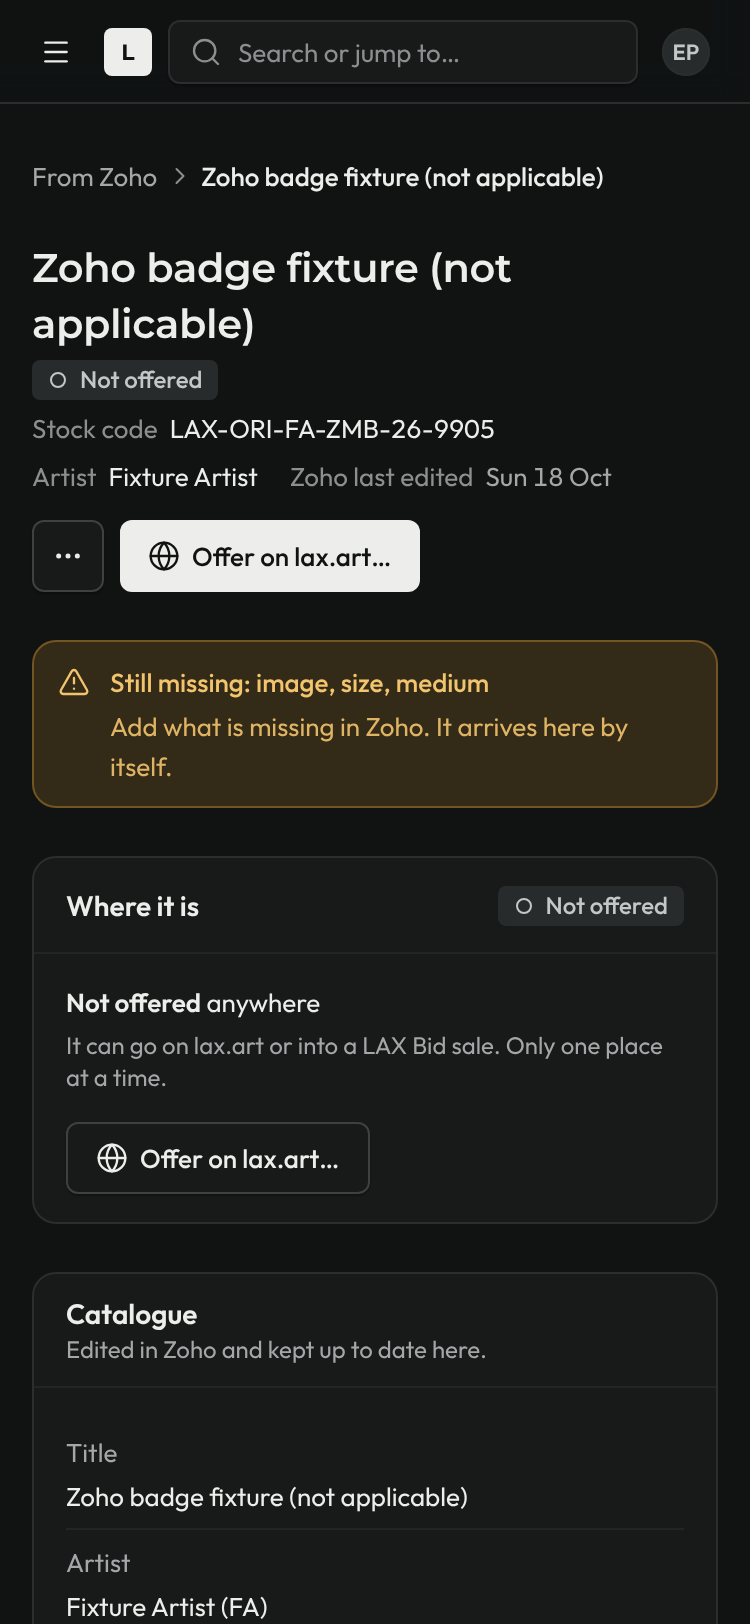 L
Search or jump to...
EP
From Zoho
Zoho badge fixture (not applicable)
Zoho badge fixture (not
applicable)
Not offered
Stock code LAX-ORI-FA-ZMB-26-9905
Artist Fixture Artist Zoho last edited Sun 18 Oct
Offer on lax.art...
Still missing: image, size, medium
Add what is missing in Zoho. It arrives here by
itself.
Where it is
Not offered
Not offered anywhere
It can go on lax.art or into a LAX Bid sale. Only one place
at a time.
Offer on lax.art...
Catalogue
Edited in Zoho and kept up to date here.
Title
Zoho badge fixture (not applicable)
Artist
Fixture Artist (FA)